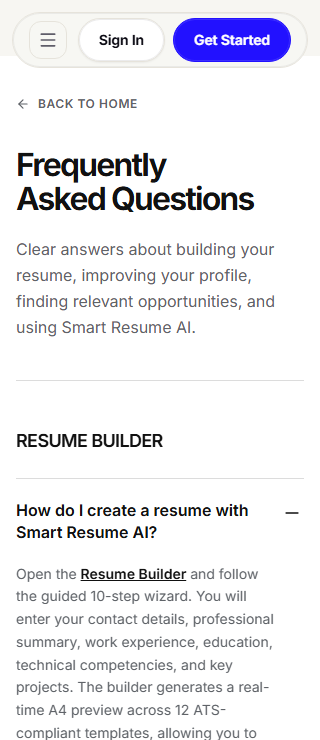 Sign In
Get Started
BACK TO HOME
Frequently
Asked Questions
Clear answers about building your
resume, improving your profile,
finding relevant opportunities, and
using Smart Resume AI.
RESUME BUILDER
How do I create a resume with
Smart Resume AI?
Open the Resume Builder and follow
the guided 10-step wizard. You will
enter your contact details, professional
summary, work experience, education,
technical competencies, and key
projects. The builder generates a real-
time A4 preview across 12 ATS-
compliant templates, allowing you to